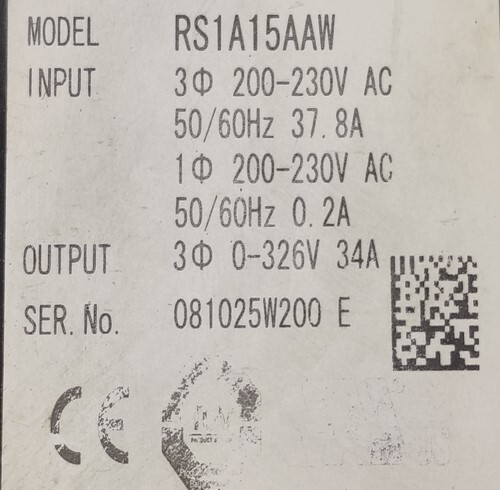 MODEL RS1A15AAW
INPUT 3Φ 200-230V AC
50/60Hz 37.8A
1Φ 200-230V AC
50/60Hz 0.2A
OUTPUT 3Φ 0-326V 34A
SER. No. 081025W200 E
CE